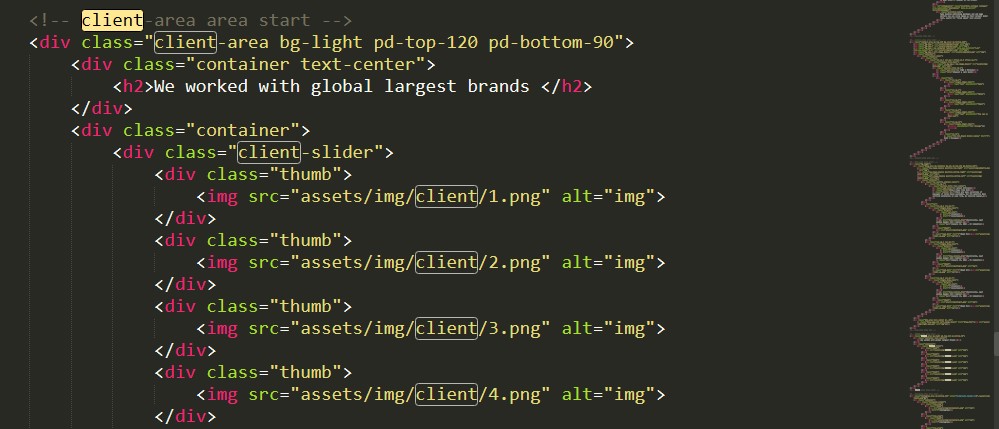 <!-- client-area area start -->
<div class="client-area bg-light pd-top-120 pd-bottom-90">
<div class="container text-center">
<h2>We worked with global largest brands </h2>
</div>
<div class="container">
<div class="client-slider">
<div class="thumb">
<img src="assets/img/client/1.png" alt="img">
</div>
<div class="thumb">
<img src="assets/img/client/2.png" alt="img">
</div>
<div class="thumb">
<img src="assets/img/client/3.png" alt="img">
</div>
<div class="thumb">
<img src="assets/img/client/4.png" alt="img">
</div>